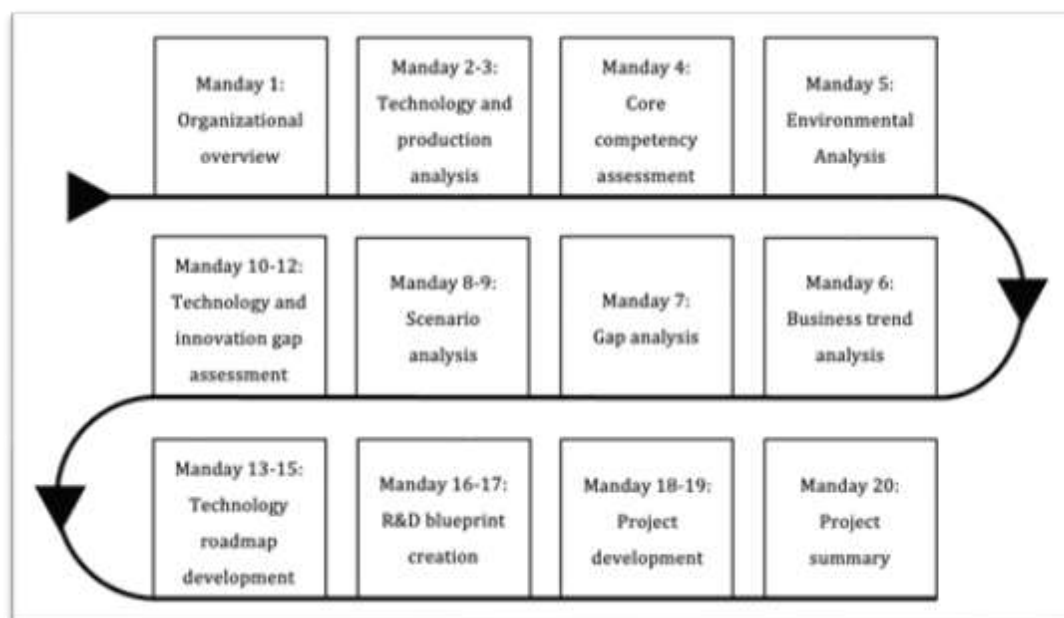 Manday 1:
Organizational
overview
Manday 2-3:
Technology and
production
analysis
Manday 4:
Core
competency
assessment
Manday 5:
Environmental
Analysis
Manday 6:
Business trend
analysis
Manday 7:
Gap analysis
Manday 8-9:
Scenario
analysis
Manday 10-12:
Technology and
innovation gap
assessment
Manday 13-15:
Technology
roadmap
development
Manday 16-17:
R&D blueprint
creation
Manday 18-19:
Project
development
Manday 20:
Project
summary